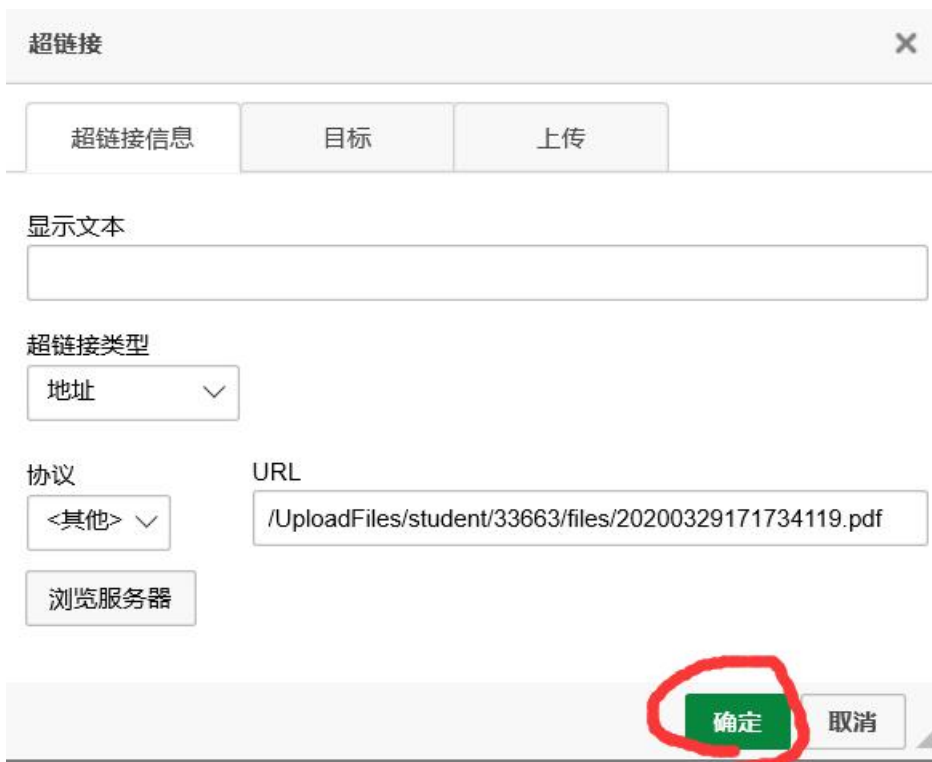 超链接
超链接信息 目标 上传
显示文本
超链接类型
地址
协议 URL
<其他> /UploadFiles/student/33663/files/20200329171734119.pdf
浏览服务器
确定 取消